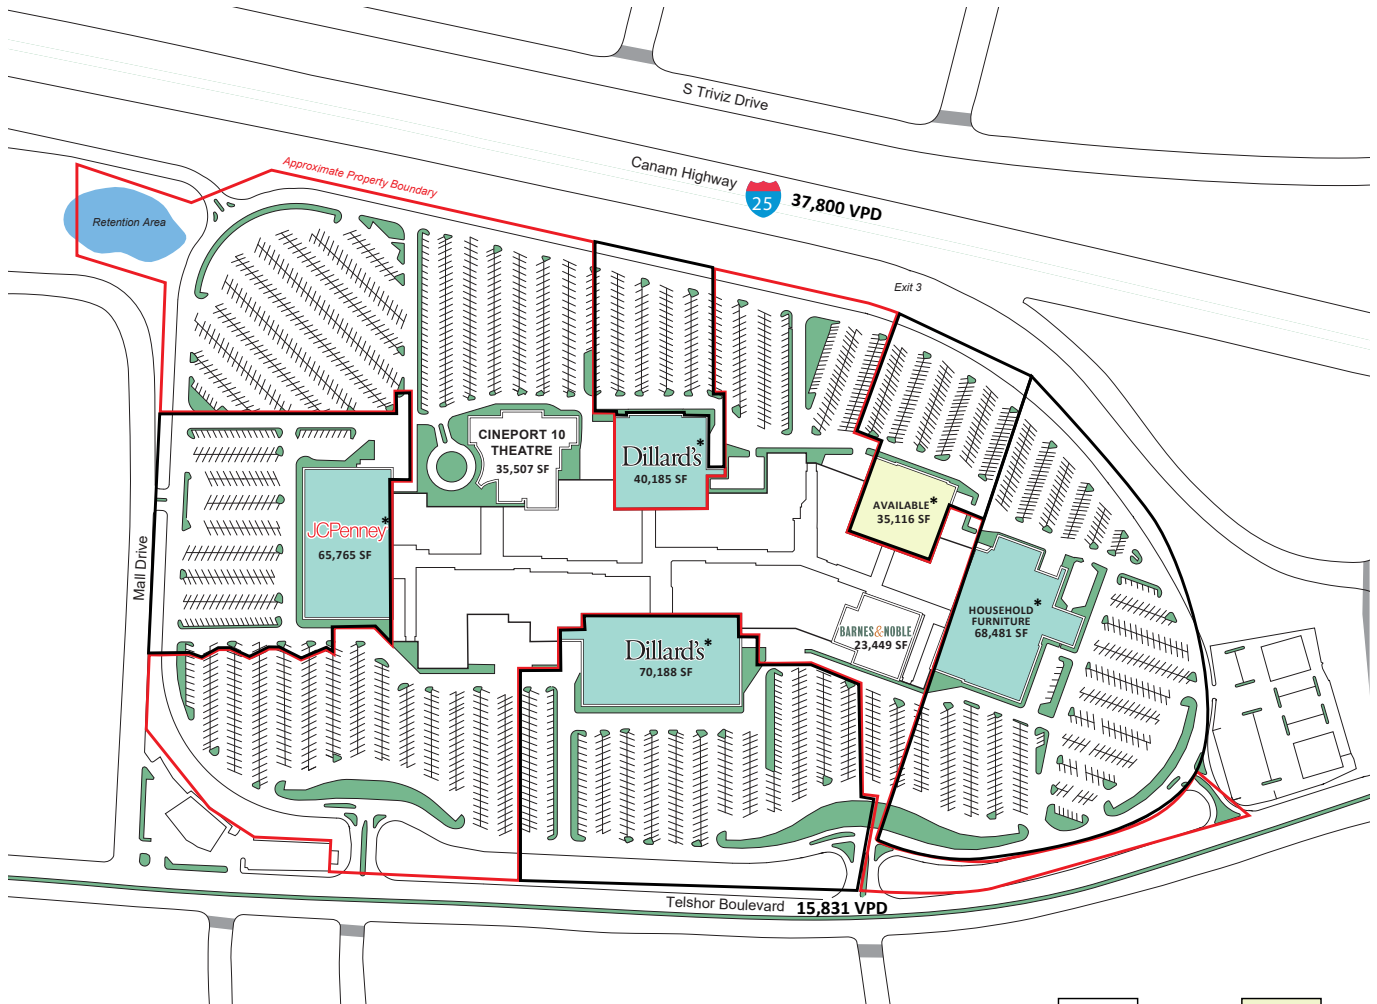 S Triviz Drive
Canam Highway
25
37,800 VPD
Approximate Property Boundary
Retention Area
Exit 3
CINEPORT 10
THEATRE
35,507 SF
Dillard's*
40,185 SF
AVAILABLE*
35,116 SF
JCPenney*
65,765 SF
Mall Drive
HOUSEHOLD*
FURNITURE
68,481 SF
BARNES&NOBLE
23,449 SF
Dillard's*
70,188 SF
Telshor Boulevard 15,831 VPD